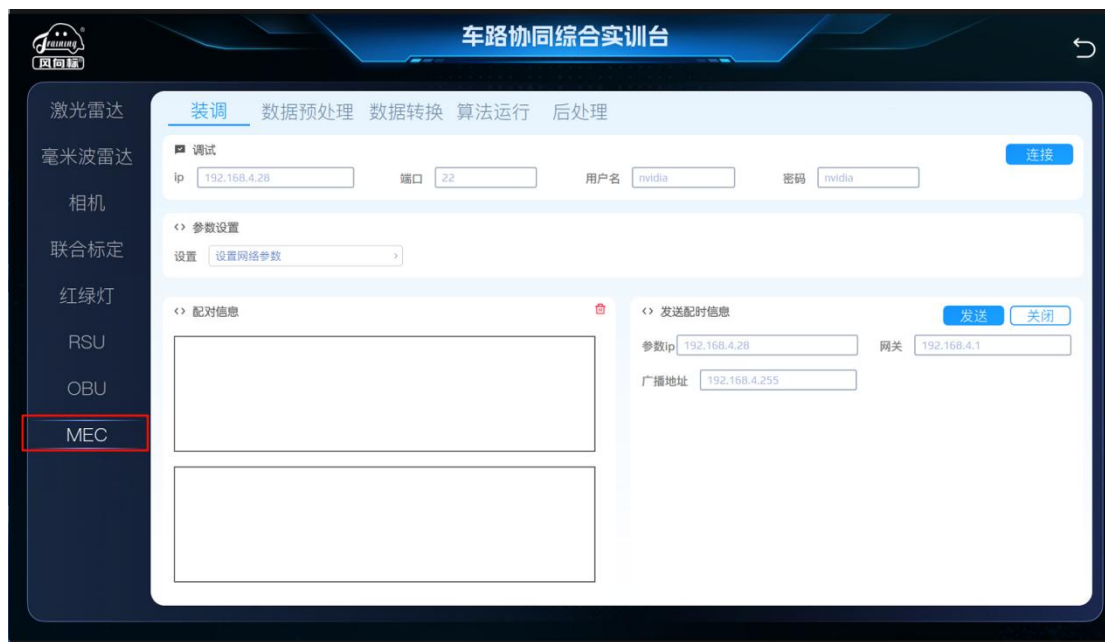 Training
®
风向标
车路协同综合实训台
激光雷达
毫米波雷达
相机
联合标定
红绿灯
RSU
OBU
MEC
装调 数据预处理 数据转换 算法运行 后处理
调试 连接
ip 192.168.4.28 端口 22 用户名 nvidia 密码 nvidia
<> 参数设置
设置 设置网络参数 >
<> 配对信息
<> 发送配时信息 发送 关闭
参数ip 192.168.4.28 网关 192.168.4.1
广播地址 192.168.4.255